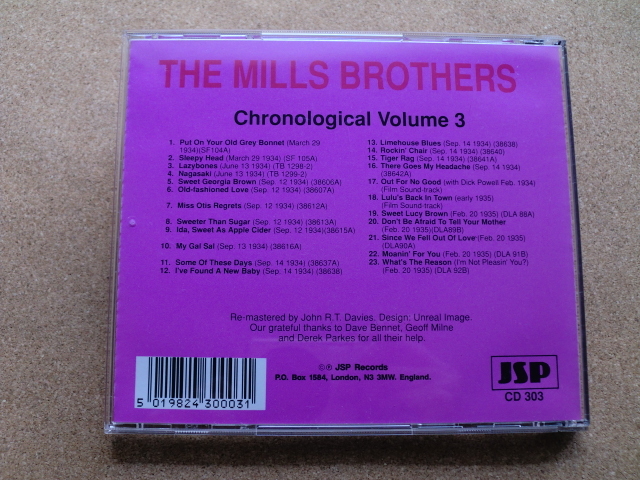 THE MILLS BROTHERS
Chronological Volume 3
1. Put On Your Old Grey Bonnet (March 29
1934)(SF104A)
2. Sleepy Head (March 29 1934) (SF 105A)
3. Lazybones (June 13 1934) (TB 1298-2)
4. Nagasaki (June 13 1934) (TB 1299-2)
5. Sweet Georgia Brown (Sep. 12 1934) (38606A)
6. Old-fashioned Love (Sep. 12 1934) (38607A)
7. Miss Otis Regrets (Sep. 12 1934) (38612A)
8. Sweeter Than Sugar (Sep. 12 1934) (38613A)
9. Ida, Sweet As Apple Cider (Sep. 12 1934)(38615A)
10. My Gal Sal (Sep. 13 1934) (38616A)
11. Some Of These Days (Sep. 14 1934) (38637A)
12. I've Found A New Baby (Sep. 14 1934) (38638)
13. Limehouse Blues (Sep. 14 1934) (38638)
14. Rockin' Chair (Sep. 14 1934) (38640)
15. Tiger Rag (Sep. 14 1934) (38641A)
16. There Goes My Headache (Sep. 14 1934)
(38642A)
17. Out For No Good (with Dick Powell Feb. 1934)
(Film Sound-track)
18. Lulu's Back In Town (early 1935)
(Film Sound-track)
19. Sweet Lucy Brown (Feb. 20 1935) (DLA 88A)
20. Don't Be Afraid To Tell Your Mother
(Feb. 20 1935)(DLA89B)
21. Since We Fell Out Of Love (Feb. 20 1935)
(DLA90A)
22. Moanin' For You (Feb. 20 1935) (DLA 91B)
23. What's The Reason (I'm Not Pleasin' You?)
(Feb. 20 1935) (DLA 92B)
Re-mastered by John R.T. Davies. Design: Unreal Image.
Our grateful thanks to Dave Bennet, Geoff Milne
and Derek Parkes for all their help.
©℗ JSP Records
P.O. Box 1584, London, N3 3MW. England.
5 019824 300031
JSP
CD 303